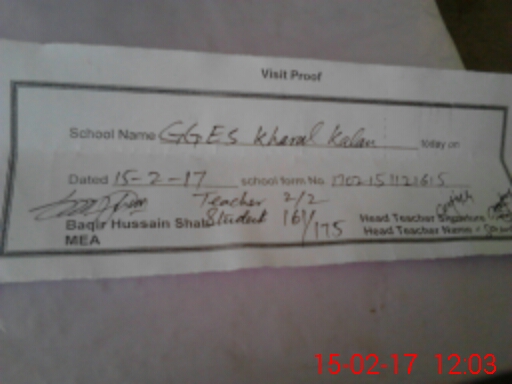 Visit Proof
School Name GGES Kharal Kalan today on
Dated 15-2-17 school form No. 1702151121615
Teacher 2/2
Baqir Hussain Shah Student 161/175 Head Teacher Signature
MEA Head Teacher Name
15-02-17 12:03